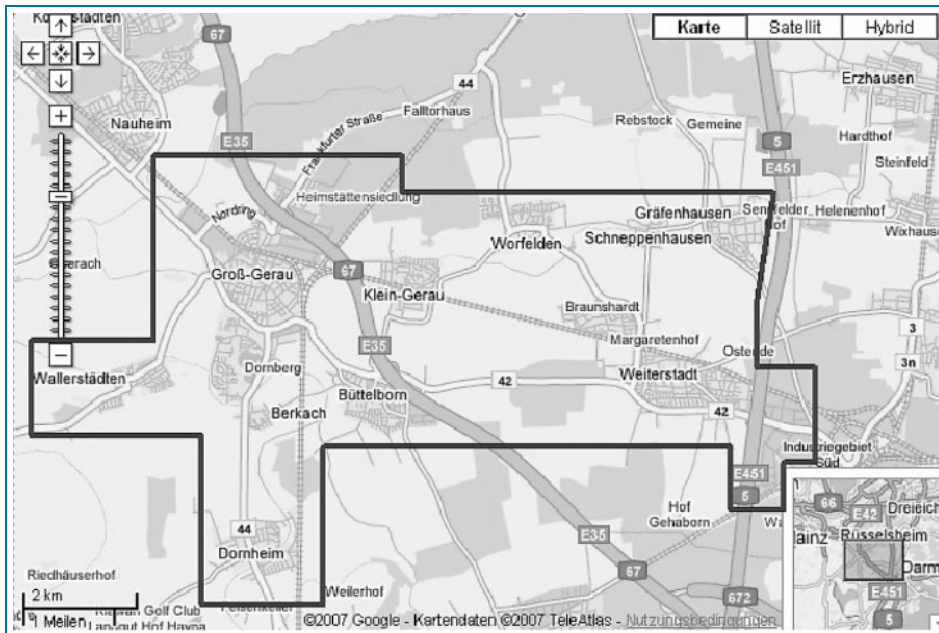 Karte Satellit Hybrid
67
44
Erzhausen
Falltorhaus
Nauheim
Frankfurter Straße
Rebstock
Gemeine
Hardthof
5
E35
E451
Steinfeld
Heimstättensiedlung
Nordring
Gräfenhausen
Helenenhof
Worfelden
Schneppenhausen
Groß-Gerau
67
Klein-Gerau
Braunshardt
3
E35
Margaretenhof
Ostende
3n
Wallerstädten
Dornberg
42
Weiterstadt
Büttelborn
42
Berkach
Industriegebiet
Süd
E451
5
Hof
Gehaborn
66
E42
Dreieich
Rüsselsheim
44
E35
Dornheim
67
E451
5
Riedhäuserhof
Weilerhof
672
2 km
1 Meilen
©2007 Google - Kartendaten ©2007 TeleAtlas - Nutzungsbedingungen